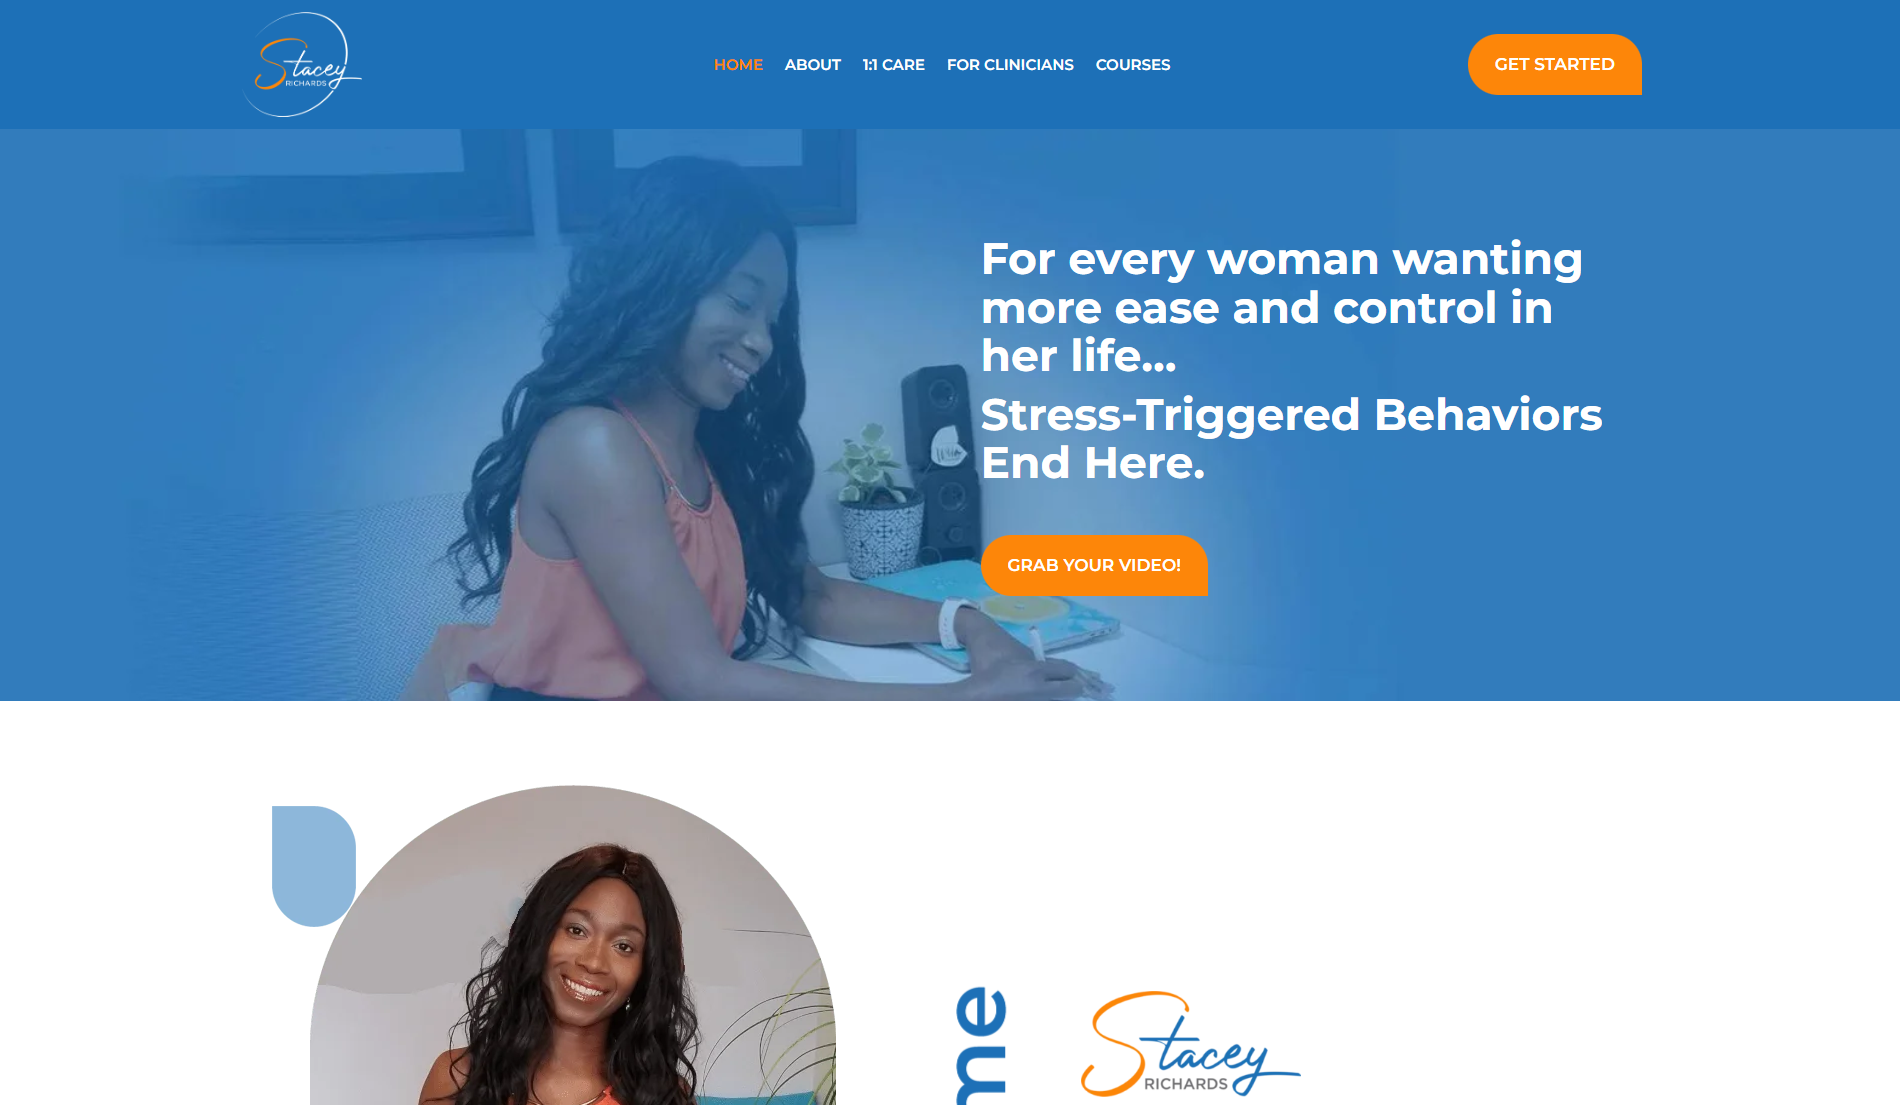 Stacey
RICHARDS
HOME ABOUT 1:1 CARE FOR CLINICIANS COURSES
GET STARTED
For every woman wanting
more ease and control in
her life...
Stress-Triggered Behaviors
End Here.
GRAB YOUR VIDEO!
me
Stacey
RICHARDS